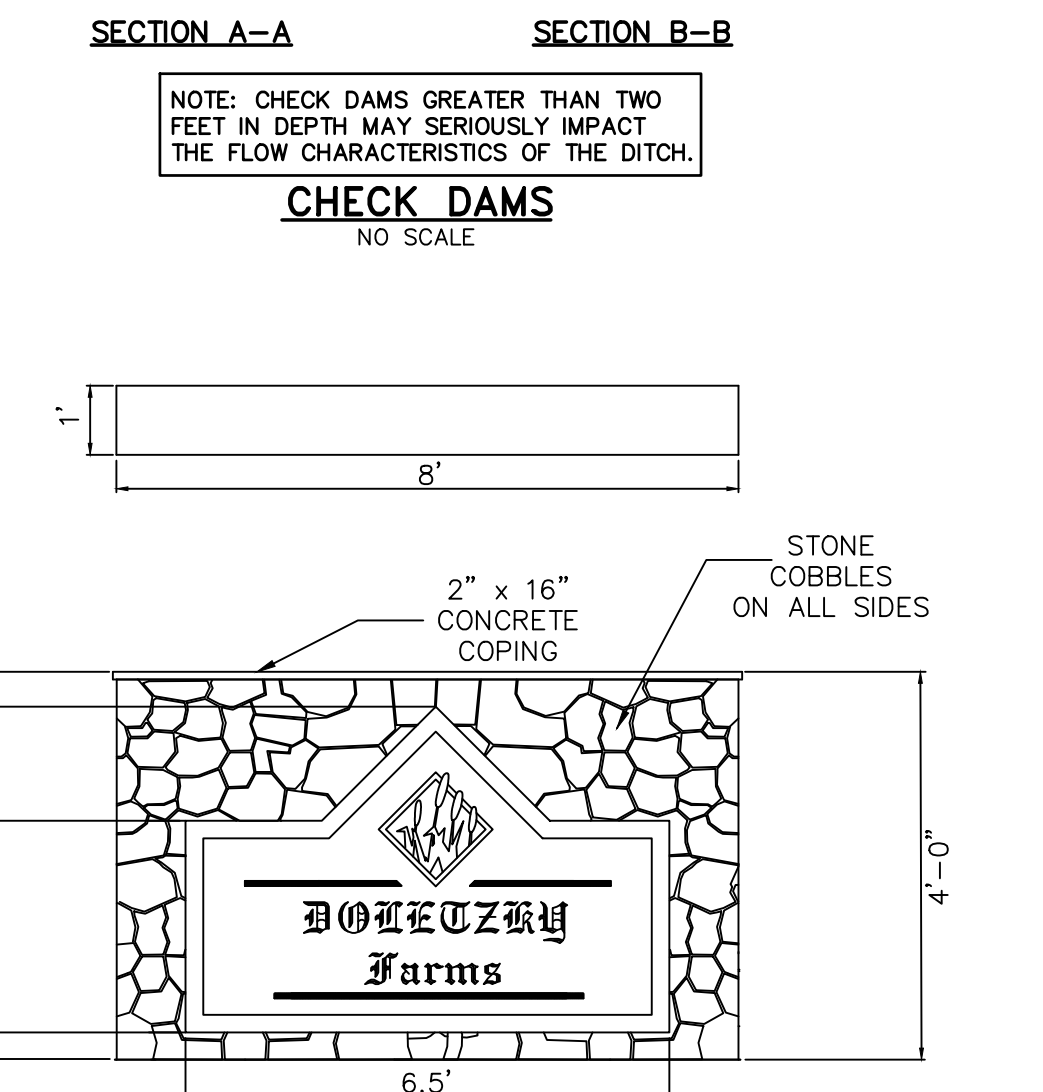 SECTION A-A
SECTION B-B
NOTE: CHECK DAMS GREATER THAN TWO
FEET IN DEPTH MAY SERIOUSLY IMPACT
THE FLOW CHARACTERISTICS OF THE DITCH.
CHECK DAMS
NO SCALE
1'
8'
STONE
COBBLES
ON ALL SIDES
2" x 16"
CONCRETE
COPING
4'-0"
DOLETZKY
Farms
6.5'